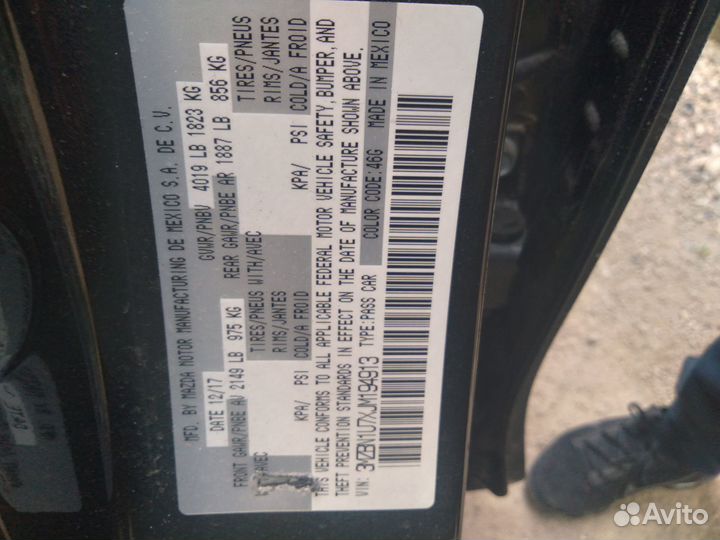 MFD. BY MAZDA MOTOR MANUFACTURING DE MEXICO S.A. DE C.V.
DATE 12/17 GVWR/PNBV 4019 LB 1823 KG
FRONT GAWR/PNBE AV 2149 LB 975 KG REAR GAWR/PNBE AR 1887 LB 856 KG
TIRES/PNEUS WITH/AVEC TIRES/PNEUS
/AVEC RIMS/JANTES RIMS/JANTES
KPA/ PSI COLD/A FROID KPA/ PSI COLD/A FROID
THIS VEHICLE CONFORMS TO ALL APPLICABLE FEDERAL MOTOR VEHICLE SAFETY, BUMPER, AND
THEFT PREVENTION STANDARDS IN EFFECT ON THE DATE OF MANUFACTURE SHOWN ABOVE.
VIN: 3MZBN1U7XJM194913 TYPE:PASS CAR COLOR CODE:46G MADE IN MEXICO
Avito